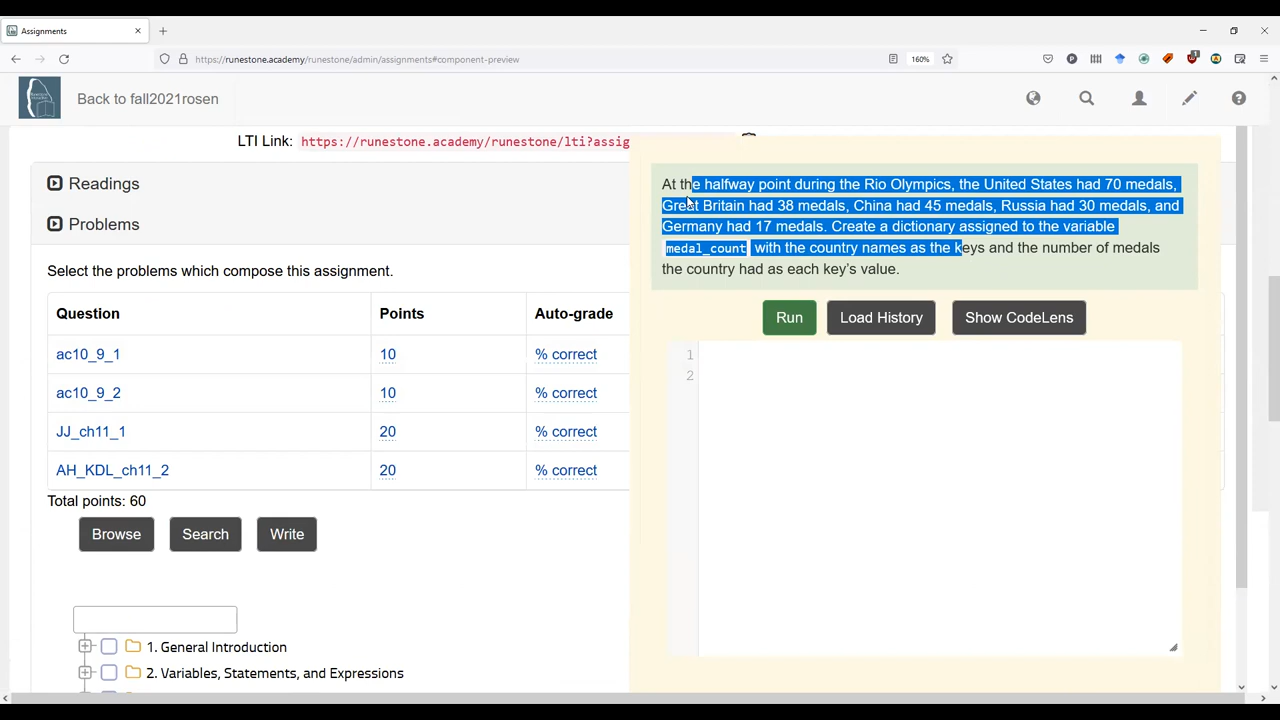 Assignments
https://runestone.academy/runestone/admin/assignments#component-preview
160%
1
Back to fall2021rosen
LTI Link: https://runestone.academy/runestone/lti?assig
Readings
Problems
Select the problems which compose this assignment.
Question Points Auto-grade
ac10_9_1 10 % correct
ac10_9_2 10 % correct
JJ_ch11_1 20 % correct
AH_KDL_ch11_2 20 % correct
Total points: 60
Browse Search Write
1. General Introduction
2. Variables, Statements, and Expressions
At the halfway point during the Rio Olympics, the United States had 70 medals,
Great Britain had 38 medals, China had 45 medals, Russia had 30 medals, and
Germany had 17 medals. Create a dictionary assigned to the variable
medal_count with the country names as the keys and the number of medals
the country had as each key’s value.
Run Load History Show CodeLens
1
2